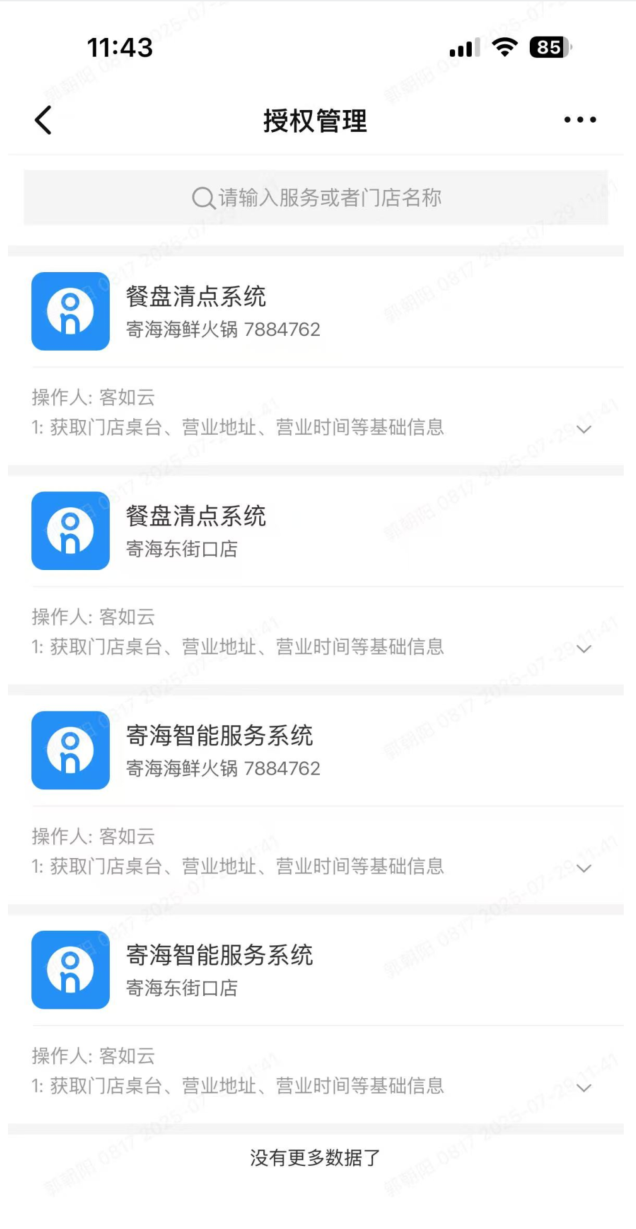 11:43
85
授权管理
请输入服务或者门店名称
餐盘清点系统
寄海海鲜火锅 7884762
操作人: 客如云
1: 获取门店桌台、营业地址、营业时间等基础信息
餐盘清点系统
寄海东街口店
操作人: 客如云
1: 获取门店桌台、营业地址、营业时间等基础信息
寄海智能服务系统
寄海海鲜火锅 7884762
操作人: 客如云
1: 获取门店桌台、营业地址、营业时间等基础信息
寄海智能服务系统
寄海东街口店
操作人: 客如云
1: 获取门店桌台、营业地址、营业时间等基础信息
没有更多数据了